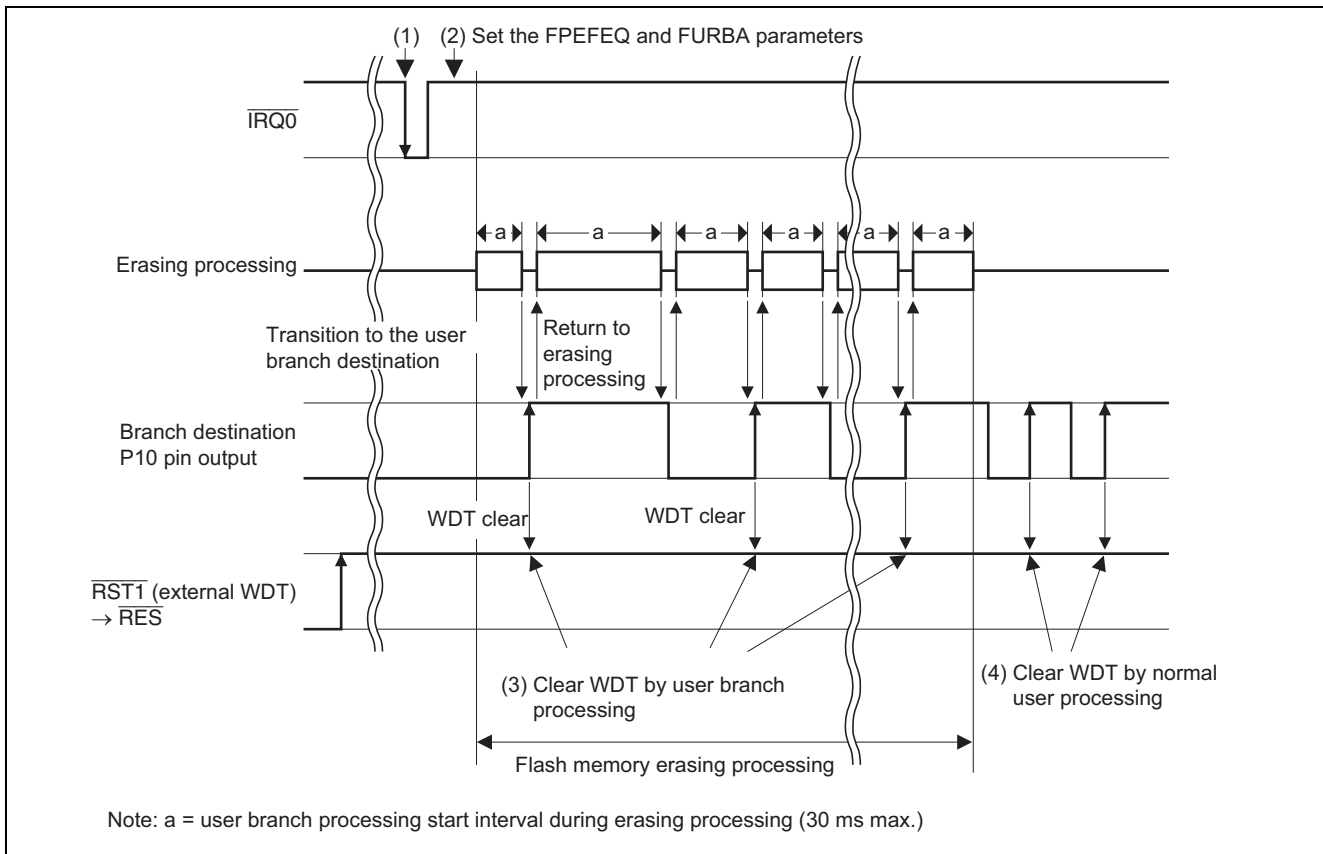 (1) (2) Set the FPEFEQ and FURBA parameters
IRQ0
a a a a a a
Erasing processing
Transition to the user
branch destination
Return to
erasing
processing
Branch destination
P10 pin output
WDT clear WDT clear
RST1 (external WDT)
→ RES
(3) Clear WDT by user branch
processing
(4) Clear WDT by normal
user processing
Flash memory erasing processing
Note: a = user branch processing start interval during erasing processing (30 ms max.)